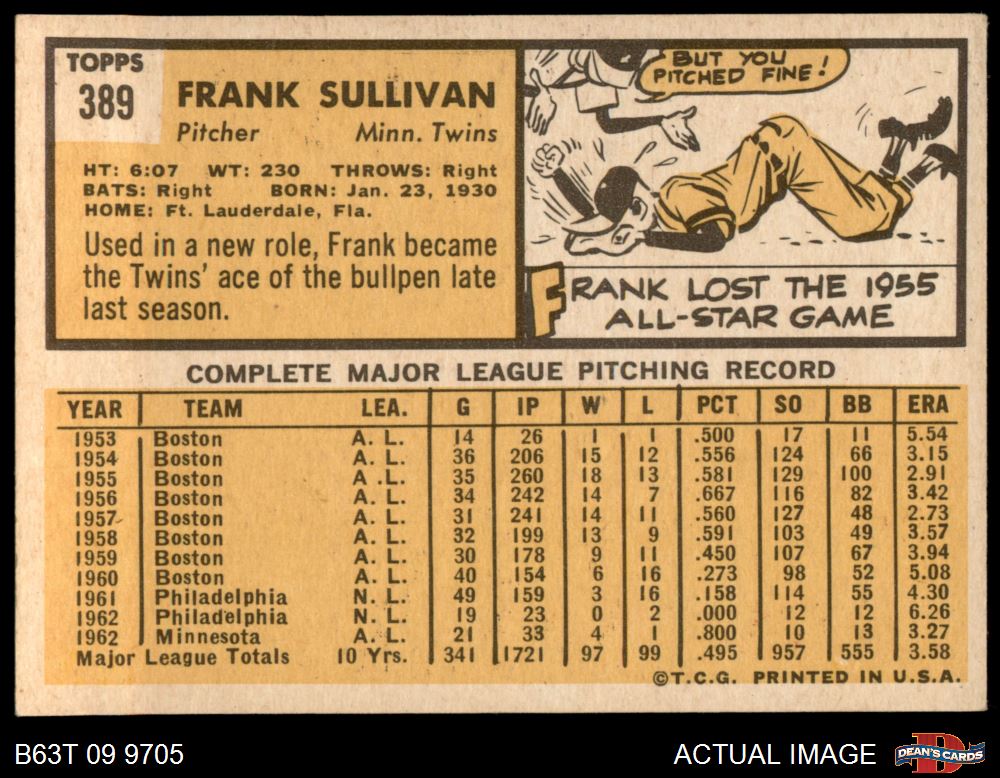 TOPPS
389
FRANK SULLIVAN
Pitcher Minn. Twins
HT: 6:07 WT: 230 THROWS: Right
BATS: Right BORN: Jan. 23, 1930
HOME: Ft. Lauderdale, Fla.
Used in a new role, Frank became
the Twins' ace of the bullpen late
last season.
BUT YOU
PITCHED FINE!
FRANK LOST THE 1955
ALL-STAR GAME
COMPLETE MAJOR LEAGUE PITCHING RECORD
YEAR TEAM LEA. G IP W L PCT SO BB ERA
1953 Boston A. L. 14 26 1 1 .500 17 11 5.54
1954 Boston A. L. 36 206 15 12 .556 124 66 3.15
1955 Boston A. L. 35 260 18 13 .581 129 100 2.91
1956 Boston A. L. 34 242 14 7 .667 116 82 3.42
1957 Boston A. L. 31 241 14 11 .560 127 48 2.73
1958 Boston A. L. 32 199 13 9 .591 103 49 3.57
1959 Boston A. L. 30 178 9 11 .450 107 67 3.94
1960 Boston A. L. 40 154 6 16 .273 98 52 5.08
1961 Philadelphia N. L. 49 159 3 16 .158 114 55 4.30
1962 Philadelphia N. L. 19 23 0 2 .000 12 12 6.26
1962 Minnesota A. L. 21 33 4 1 .800 10 13 3.27
Major League Totals 10 Yrs. 341 1721 97 99 .495 957 555 3.58
©T.C.G. PRINTED IN U.S.A.
B63T 09 9705 ACTUAL IMAGE
D
DEAN'S CARDS